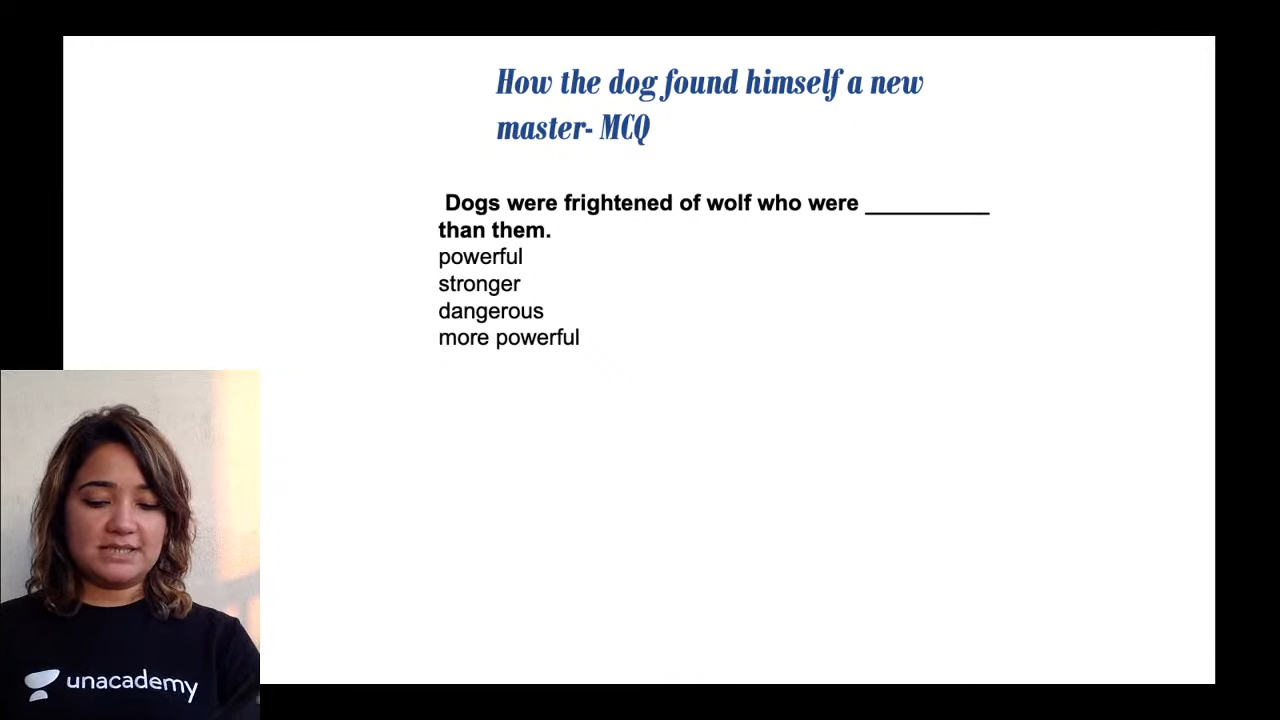 How the dog found himself a new
master- MCQ
Dogs were frightened of wolf who were __________
than them.
powerful
stronger
dangerous
more powerful
unacademy